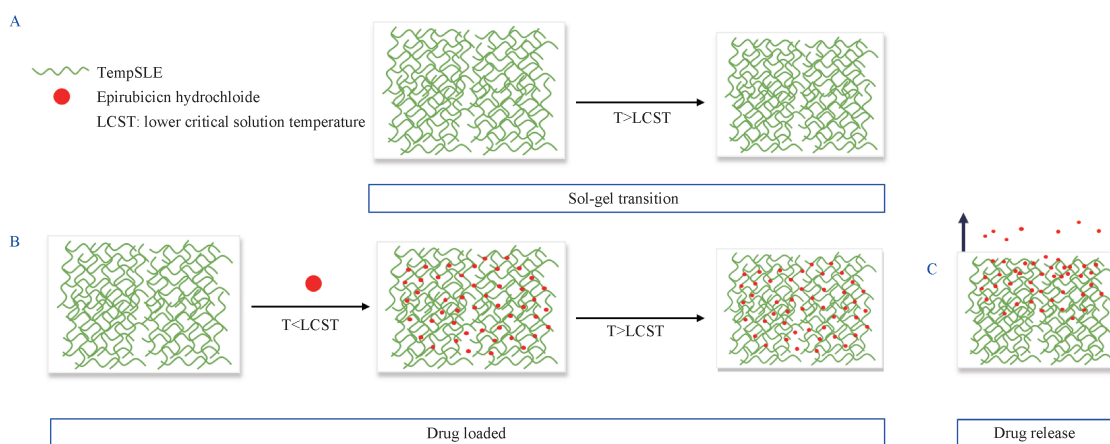 A
TempSLE
Epirubicicn hydrochloide
LCST: lower critical solution temperature
T>LCST
Sol-gel transition
B
T<LCST
T>LCST
Drug loaded
C
Drug release